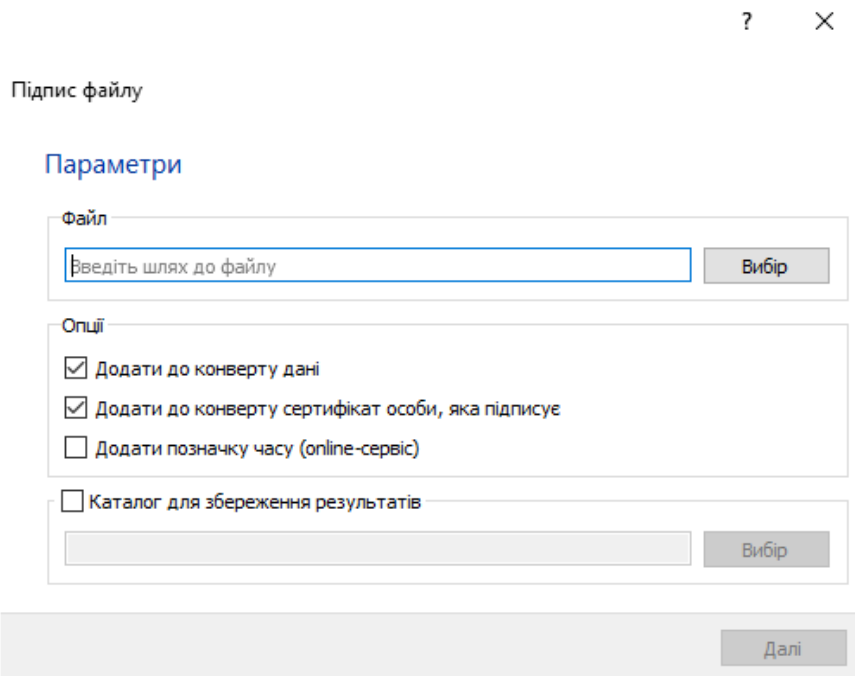 ?
Підпис файлу
Параметри
Файл
Введіть шлях до файлу
Вибір
Опції
Додати до конверту дані
Додати до конверту сертифікат особи, яка підписує
Додати позначку часу (online-сервіс)
Каталог для збереження результатів
Вибір
Далі